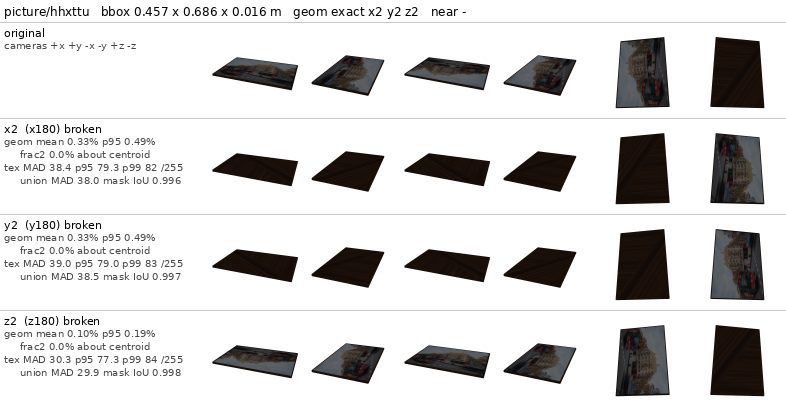 picture/hhxttu   bbox 0.457 x 0.686 x 0.016 m   geom exact x2 y2 z2   near -
original
cameras +x +y -x -y +z -z
x2  (x180) broken
geom mean 0.33% p95 0.49%
frac2 0.0% about centroid
tex MAD 38.4 p95 79.3 p99 82 /255
union MAD 38.0 mask IoU 0.996
y2  (y180) broken
geom mean 0.33% p95 0.49%
frac2 0.0% about centroid
tex MAD 39.0 p95 79.0 p99 83 /255
union MAD 38.5 mask IoU 0.997
z2  (z180) broken
geom mean 0.10% p95 0.19%
frac2 0.0% about centroid
tex MAD 30.3 p95 77.3 p99 84 /255
union MAD 29.9 mask IoU 0.998